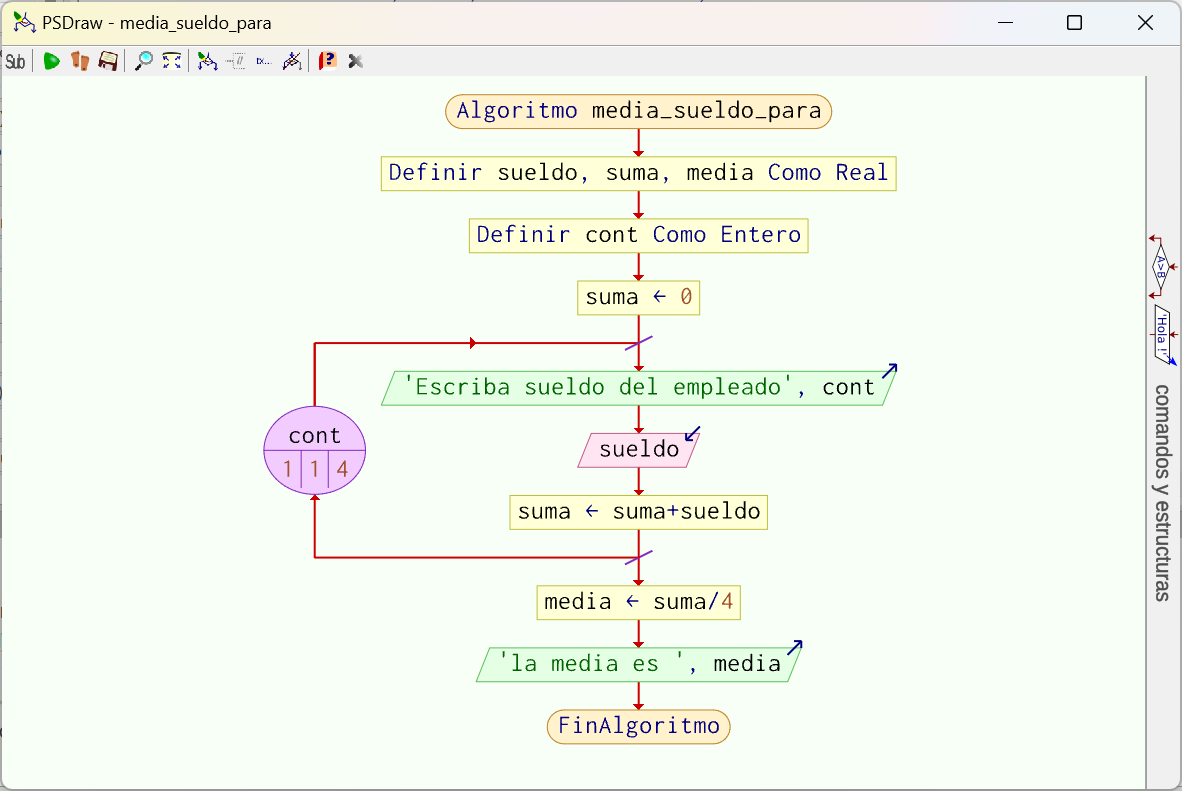 PSDraw - media_sueldo_para
Sub
Algoritmo media_sueldo_para
Definir sueldo, suma, media Como Real
Definir cont Como Entero
suma ← 0
'Escriba sueldo del empleado', cont
cont
1 1 4
sueldo
suma ← suma+sueldo
media ← suma/4
'la media es ', media
FinAlgoritmo
A>B
'Hola !'
comandos y estructuras